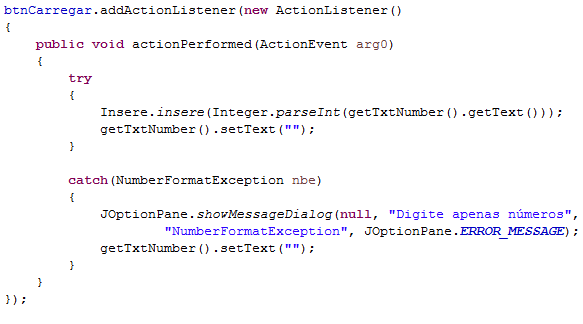 btnCarregar.addActionListener(new ActionListener()
{
    public void actionPerformed(ActionEvent arg0)
    {
        try
        {
            Insere.insere(Integer.parseInt(getTxtNumber().getText()));
            getTxtNumber().setText("");
        }

        catch(NumberFormatException nbe)
        {
            JOptionPane.showMessageDialog(null, "Digite apenas números",
                    "NumberFormatException", JOptionPane.ERROR_MESSAGE);
            getTxtNumber().setText("");
        }
    }
});